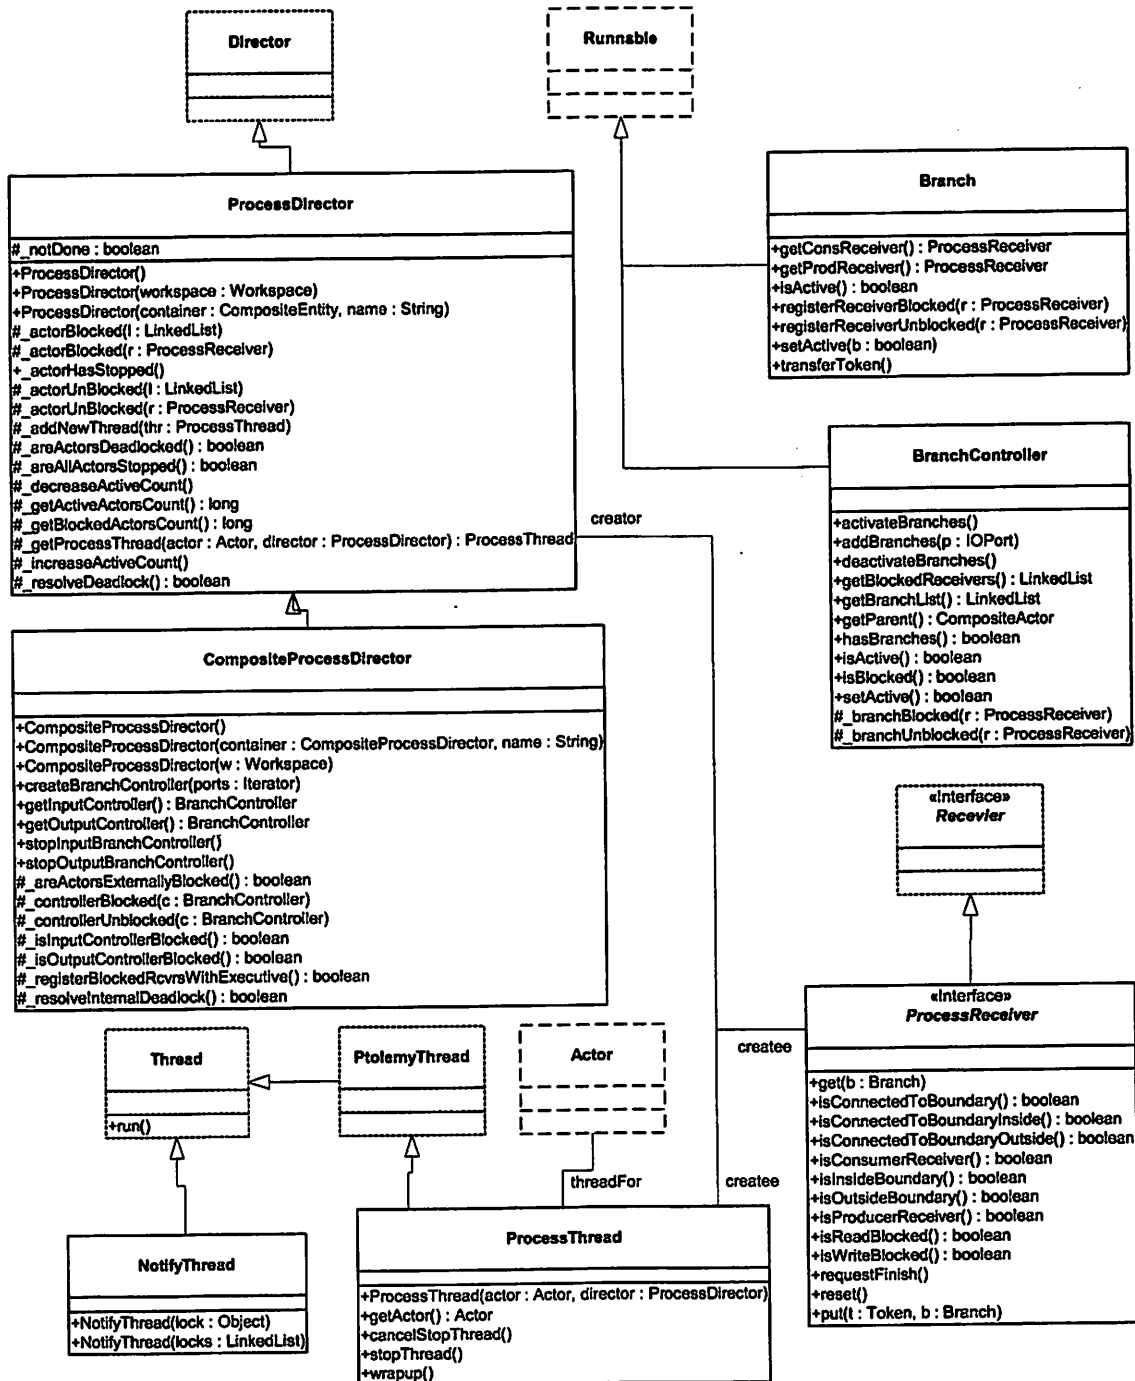 Director
Runnable
ProcessDirector
#_notDone : boolean
+ProcessDirector()
+ProcessDirector(workspace : Workspace)
+ProcessDirector(container : CompositeEntity, name : String)
#_actorBlocked(l : LinkedList)
#_actorBlocked(r : ProcessReceiver)
+_actorHasStopped()
#_actorUnBlocked(l : LinkedList)
#_actorUnBlocked(r : ProcessReceiver)
#_addNewThread(thr : ProcessThread)
#_areActorsDeadlocked() : boolean
#_areAllActorsStopped() : boolean
#_decreaseActiveCount()
#_getActiveActorsCount() : long
#_getBlockedActorsCount() : long
#_getProcessThread(actor : Actor, director : ProcessDirector) : ProcessThread
#_increaseActiveCount()
#_resolveDeadlock() : boolean
Branch
+getConsReceiver() : ProcessReceiver
+getProdReceiver() : ProcessReceiver
+isActive() : boolean
+registerReceiverBlocked(r : ProcessReceiver)
+registerReceiverUnblocked(r : ProcessReceiver)
+setActive(b : boolean)
+transferToken()
BranchController
+activateBranches()
+addBranches(p : IOPort)
+deactivateBranches()
+getBlockedReceivers() : LinkedList
+getBranchList() : LinkedList
+getParent() : CompositeActor
+hasBranches() : boolean
+isActive() : boolean
+isBlocked() : boolean
+setActive() : boolean
#_branchBlocked(r : ProcessReceiver)
#_branchUnblocked(r : ProcessReceiver)
creator
CompositeProcessDirector
+CompositeProcessDirector()
+CompositeProcessDirector(container : CompositeProcessDirector, name : String)
+CompositeProcessDirector(w : Workspace)
+createBranchController(ports : Iterator)
+getInputController() : BranchController
+getOutputController() : BranchController
+stopInputBranchController()
+stopOutputBranchController()
#_areActorsExternallyBlocked() : boolean
#_controllerBlocked(c : BranchController)
#_controllerUnblocked(c : BranchController)
#_isInputControllerBlocked() : boolean
#_isOutputControllerBlocked() : boolean
#_registerBlockedRcvrsWithExecutive() : boolean
#_resolveInternalDeadlock() : boolean
«Interface»
Recevier
«Interface»
ProcessReceiver
+get(b : Branch)
+isConnectedToBoundary() : boolean
+isConnectedToBoundaryInside() : boolean
+isConnectedToBoundaryOutside() : boolean
+isConsumerReceiver() : boolean
+isInsideBoundary() : boolean
+isOutsideBoundary() : boolean
+isProducerReceiver() : boolean
+isReadBlocked() : boolean
+isWriteBlocked() : boolean
+requestFinish()
+reset()
+put(t : Token, b : Branch)
createe
Thread
+run()
PtolemyThread
Actor
threadFor
createe
NotifyThread
+NotifyThread(lock : Object)
+NotifyThread(locks : LinkedList)
ProcessThread
+ProcessThread(actor : Actor, director : ProcessDirector)
+getActor() : Actor
+cancelStopThread()
+stopThread()
+wrapup()